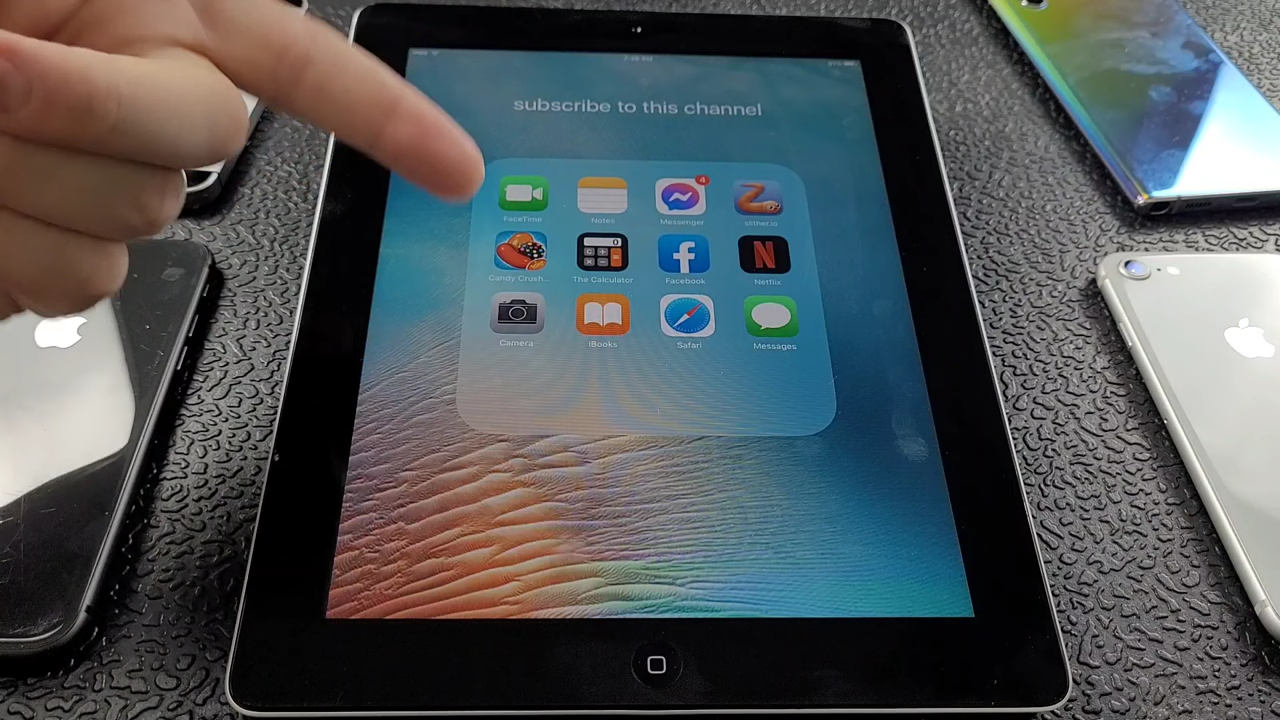 subscribe to this channel
4
FaceTime
Notes
Messenger
slither.io
0
Candy Crush...
The Calculator
Facebook
N
Netflix
Camera
iBooks
Safari
Messages